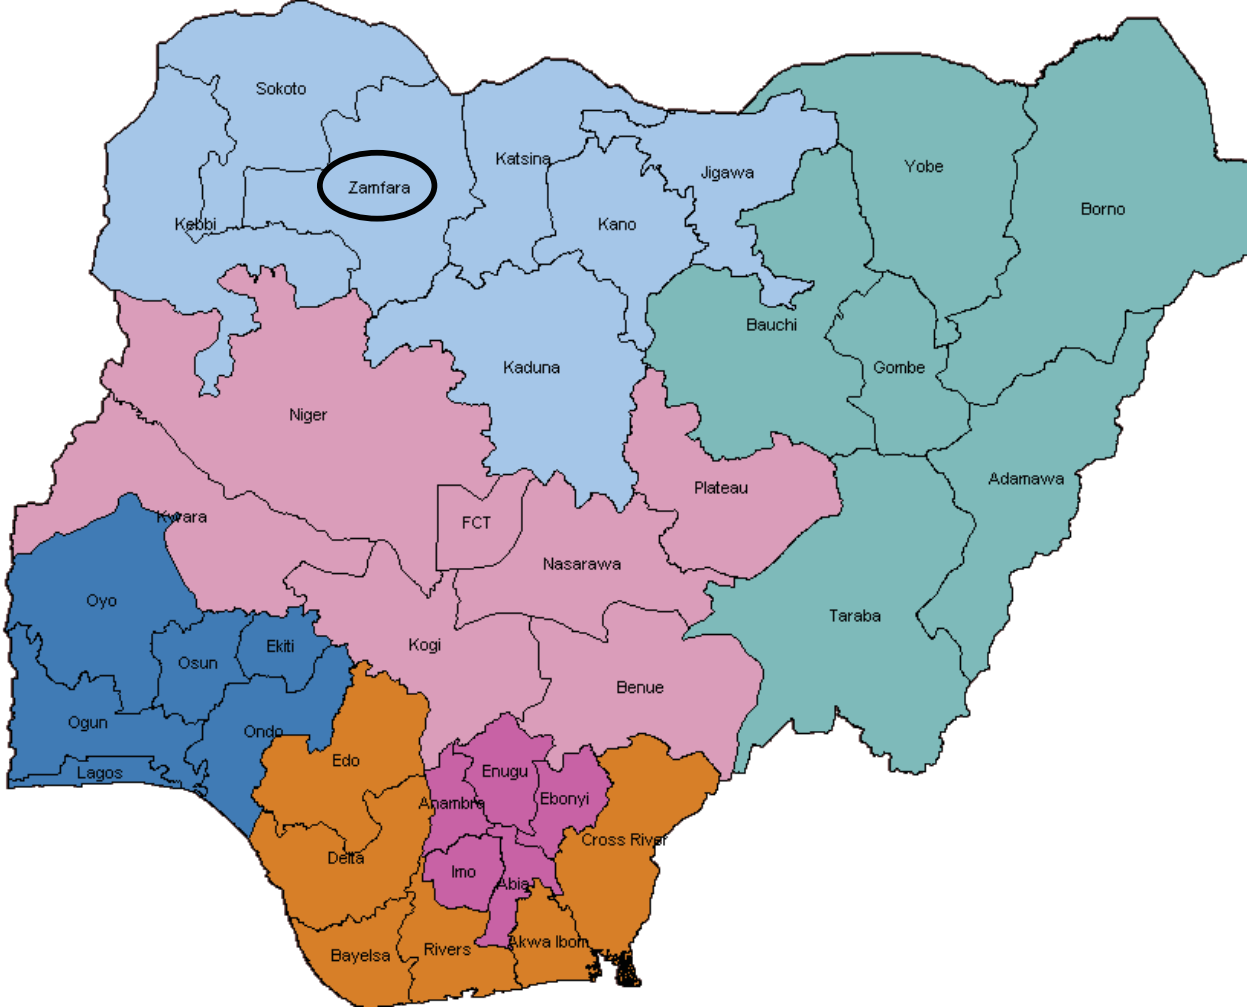 Sokoto
Zamfara
Katsina
Jigawa
Yobe
Borno
Kebbi
Kano
Bauchi
Gombe
Kaduna
Niger
Plateau
Adamawa
Kwara
FCT
Nasarawa
Taraba
Oyo
Osun
Ekiti
Kogi
Benue
Ogun
Ondo
Lagos
Edo
Enugu
Anambra
Ebonyi
Cross River
Delta
Imo
Abia
Bayelsa
Rivers
Akwa Ibom